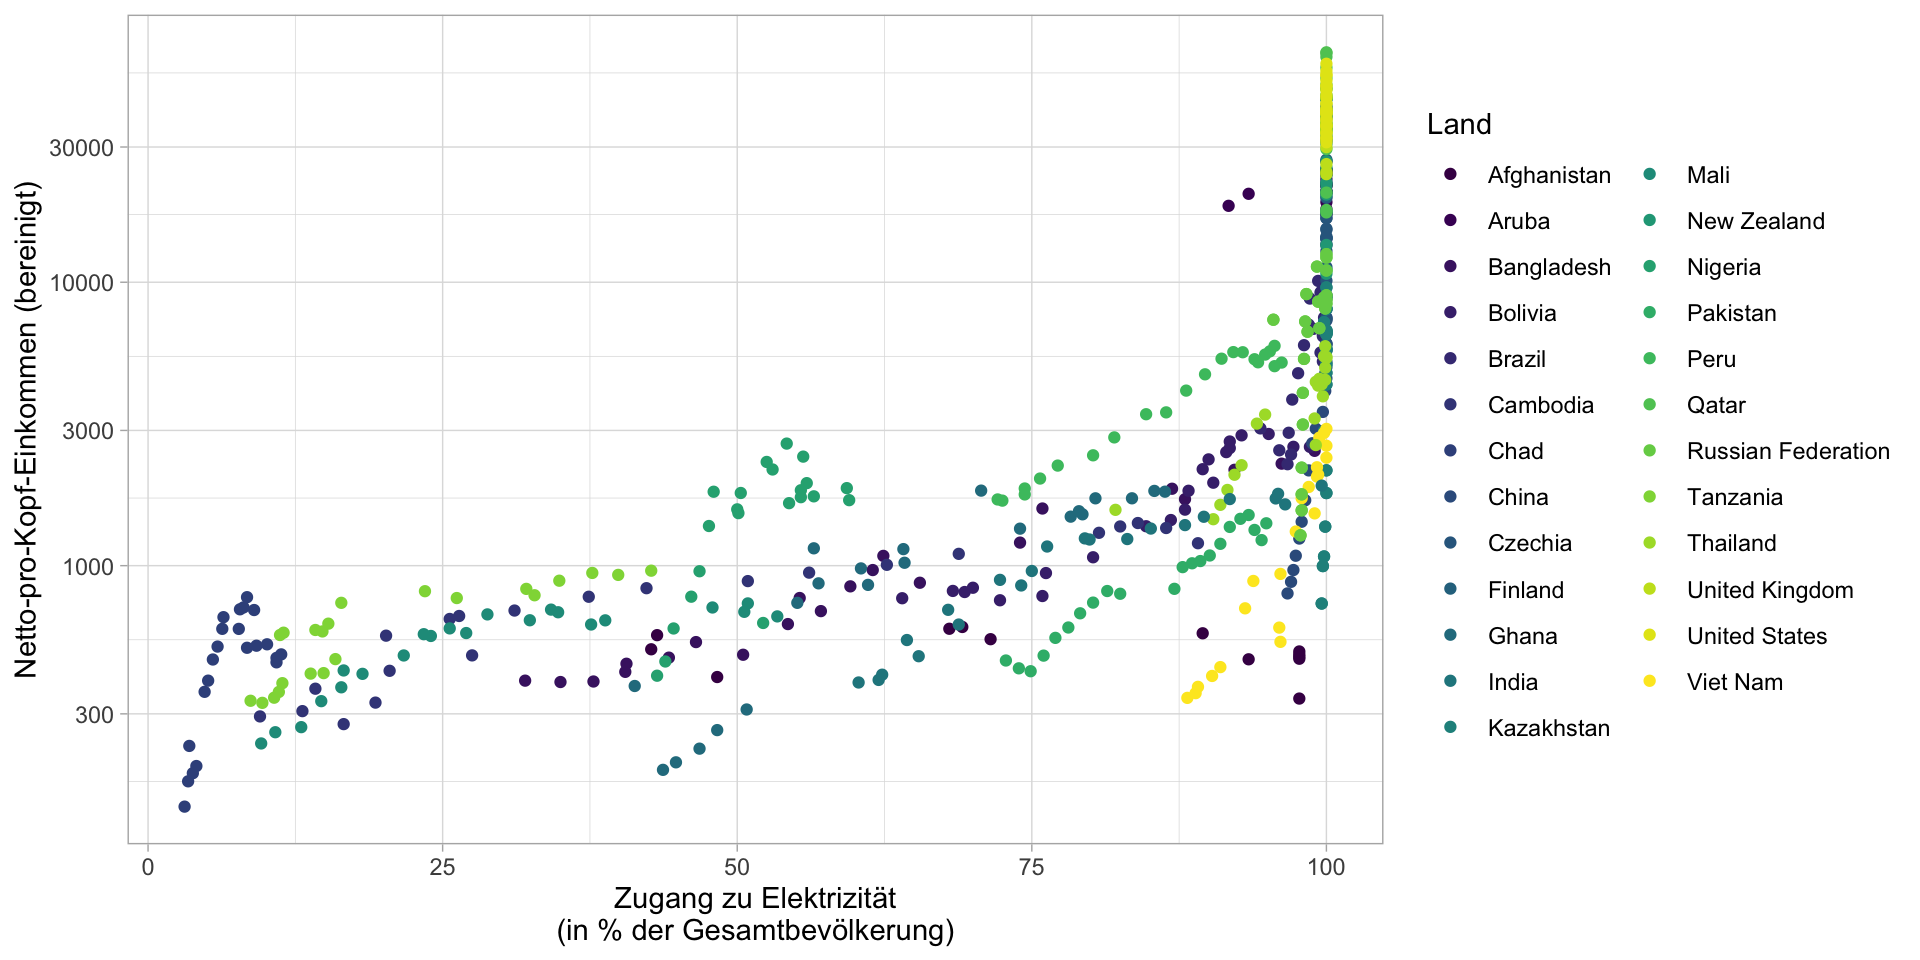 30000
10000
3000
1000
300
Netto-pro-Kopf-Einkommen (bereinigt)
0
25
50
75
100
Zugang zu Elektrizität
(in % der Gesamtbevölkerung)
Land
Afghanistan
Aruba
Bangladesh
Bolivia
Brazil
Cambodia
Chad
China
Czechia
Finland
Ghana
India
Kazakhstan
Mali
New Zealand
Nigeria
Pakistan
Peru
Qatar
Russian Federation
Tanzania
Thailand
United Kingdom
United States
Viet Nam